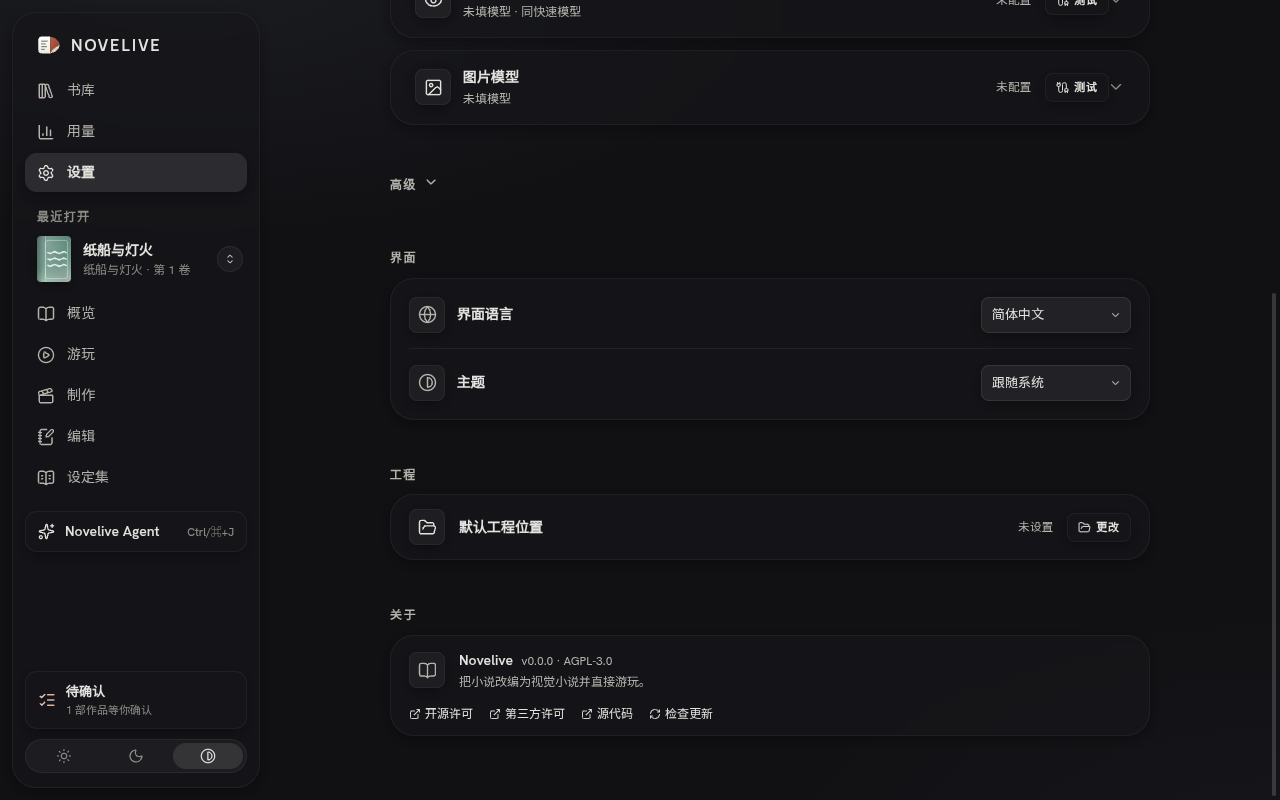 NOVELIVE
书库
用量
设置
最近打开
纸船与灯火
纸船与灯火 · 第 1 卷
概览
游玩
制作
编辑
设定集
Novelive Agent
Ctrl/⌘+J
待确认
1 部作品等你确认
未填模型 · 同快速模型
未配置
测试
图片模型
未填模型
未配置
测试
高级
界面
界面语言
简体中文
主题
跟随系统
工程
默认工程位置
未设置
更改
关于
Novelive v0.0.0 · AGPL-3.0
把小说改编为视觉小说并直接游玩。
开源许可
第三方许可
源代码
检查更新